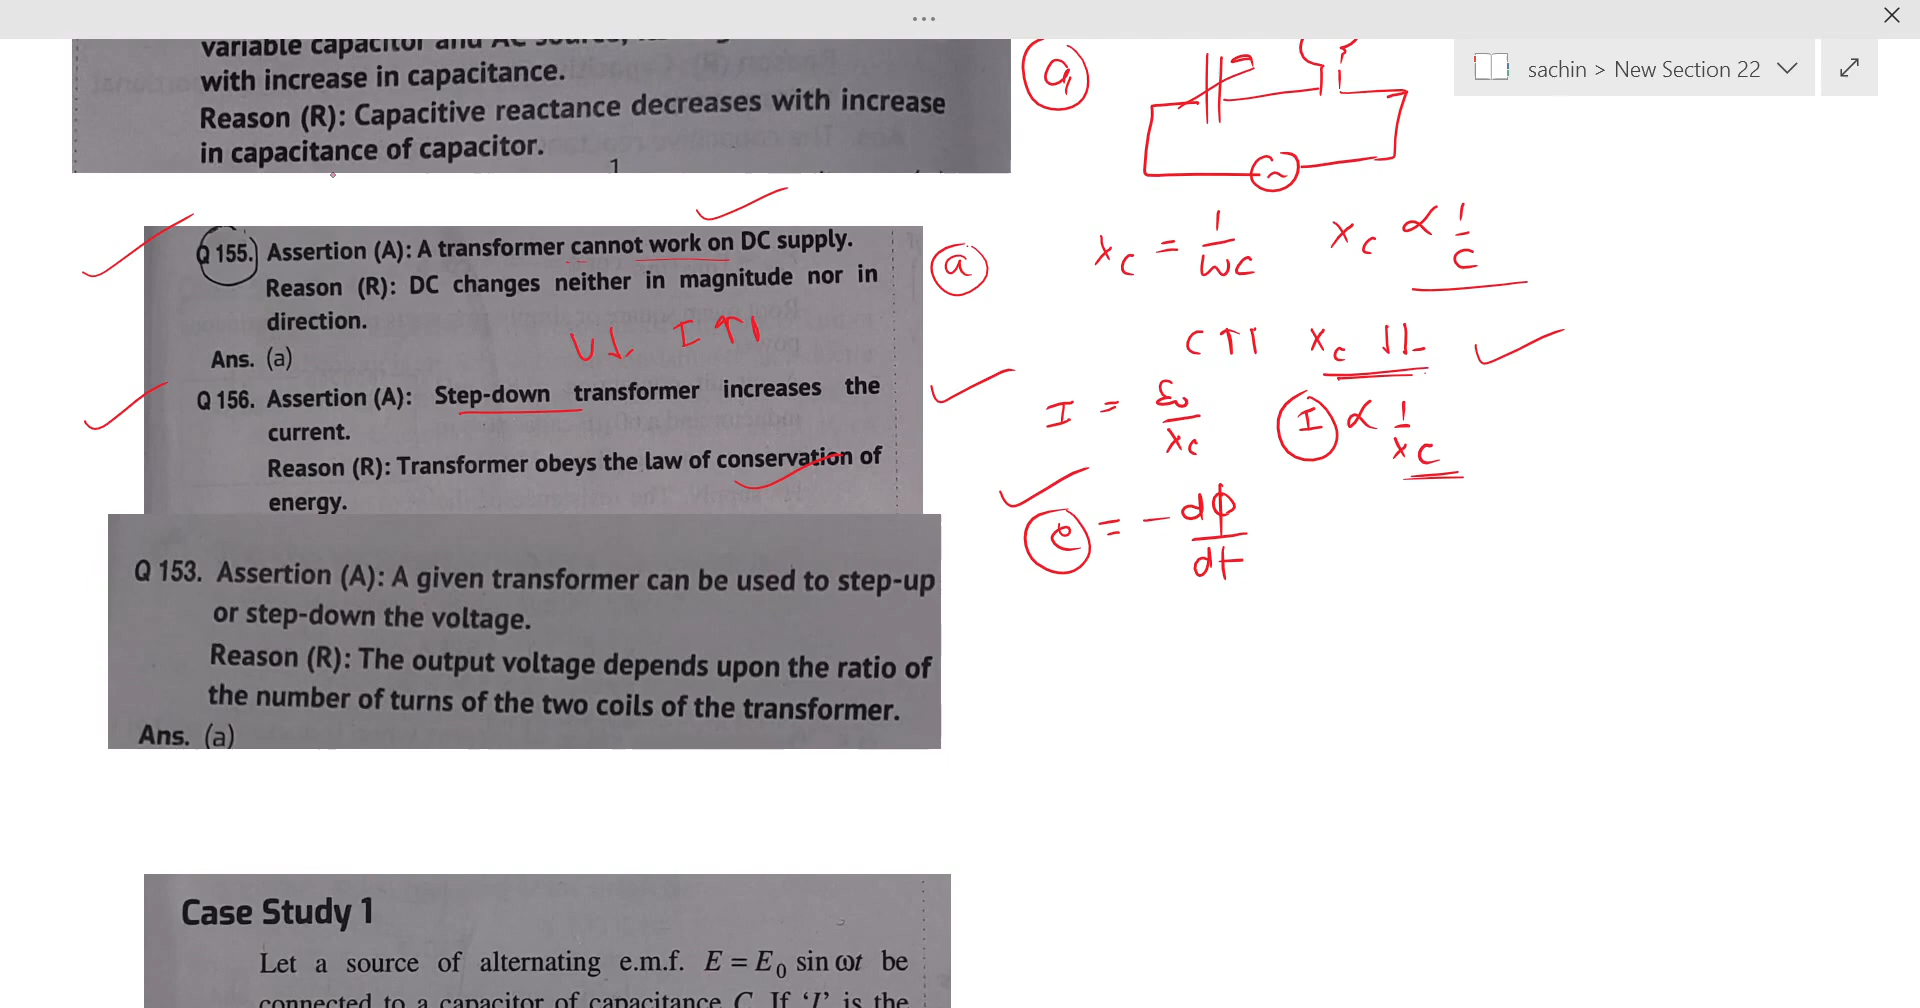 sachin > New Section 22
variable capacitor and AC
with increase in capacitance.
Reason (R): Capacitive reactance decreases with increase
in capacitance of capacitor.
1
a
Q 155. Assertion (A): A transformer cannot work on DC supply.
Reason (R): DC changes neither in magnitude nor in
direction.
Ans. (a)
V ↓ I ↑↑
Q 156. Assertion (A): Step-down transformer increases the
current.
Reason (R): Transformer obeys the law of conservation of
energy.
Q 153. Assertion (A): A given transformer can be used to step-up
or step-down the voltage.
Reason (R): The output voltage depends upon the ratio of
the number of turns of the two coils of the transformer.
Ans. (a)
a
Xc = 1/ωC Xc ∝ 1/C
C ↑↑ Xc ↓↓
I = ε₀/Xc I ∝ 1/Xc
e = - dφ/dt
Case Study 1
Let a source of alternating e.m.f. E = E₀ sin ωt be
connected to a capacitor of capacitance C. If ‘I’ is the